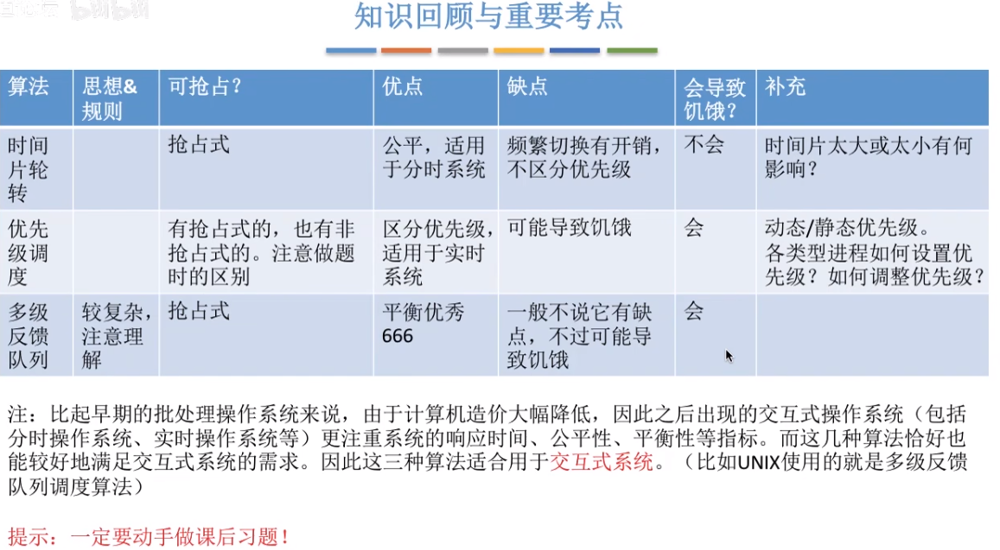 bilibili
知识回顾与重要考点
算法
思想&
规则
可抢占？
优点
缺点
会导致
饥饿？
补充
时间
片轮
转
抢占式
公平，适用
于分时系统
频繁切换有开销，
不区分优先级
不会
时间片太大或太小有何
影响？
优先
级调
度
有抢占式的，也有非
抢占式的。注意做题
时的区别
区分优先级，
适用于实时
系统
可能导致饥饿
会
动态/静态优先级。
各类型进程如何设置优
先级？如何调整优先级？
多级
反馈
队列
较复杂，
注意理
解
抢占式
平衡优秀
666
一般不说它有缺
点，不过可能导
致饥饿
会
注：比起早期的批处理操作系统来说，由于计算机造价大幅降低，因此之后出现的交互式操作系统（包括
分时操作系统、实时操作系统等）更注重系统的响应时间、公平性、平衡性等指标。而这几种算法恰好也
能较好地满足交互式系统的需求。因此这三种算法适合用于交互式系统。（比如UNIX使用的就是多级反馈
队列调度算法）
提示：一定要动手做课后习题！